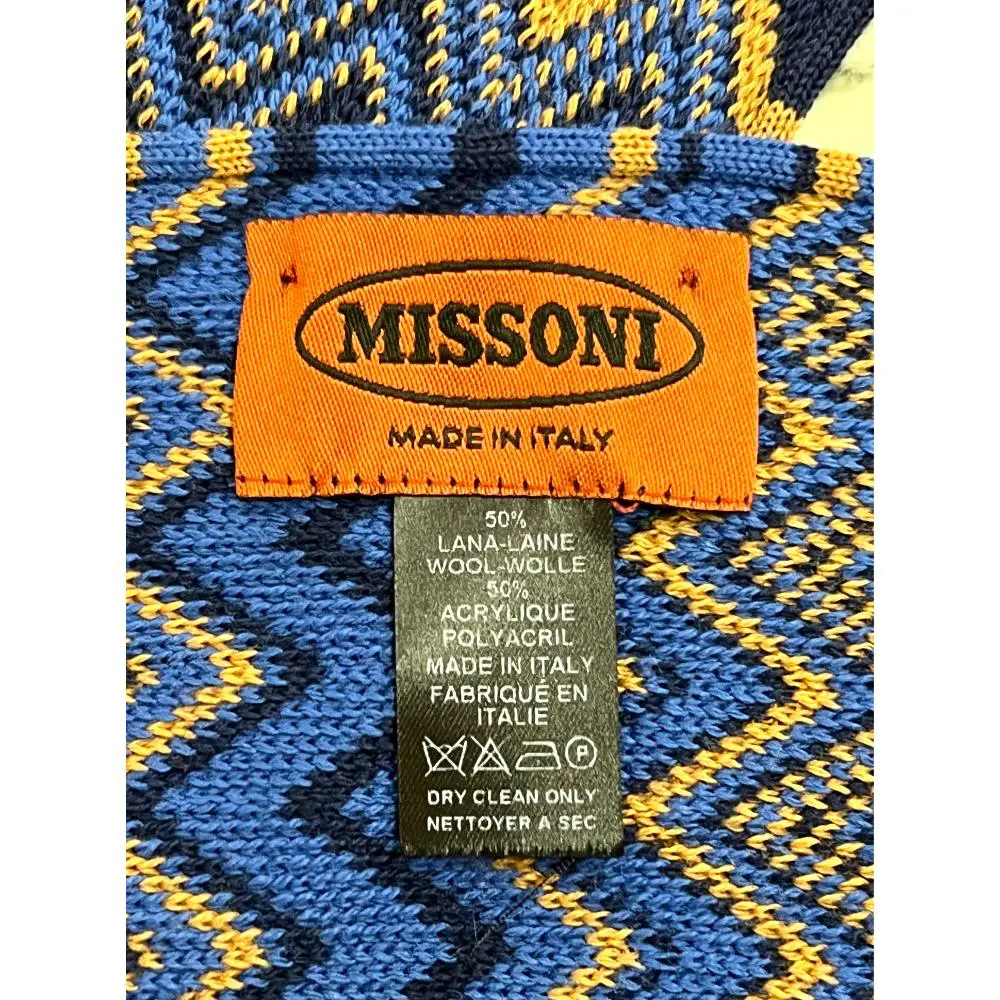 MISSONI
MADE IN ITALY
50%
LANA-LAINE
WOOL-WOLLE
50%
ACRYLIQUE
POLYACRIL
MADE IN ITALY
FABRIQUÉ EN
ITALIE
P
DRY CLEAN ONLY
NETTOYER A SEC